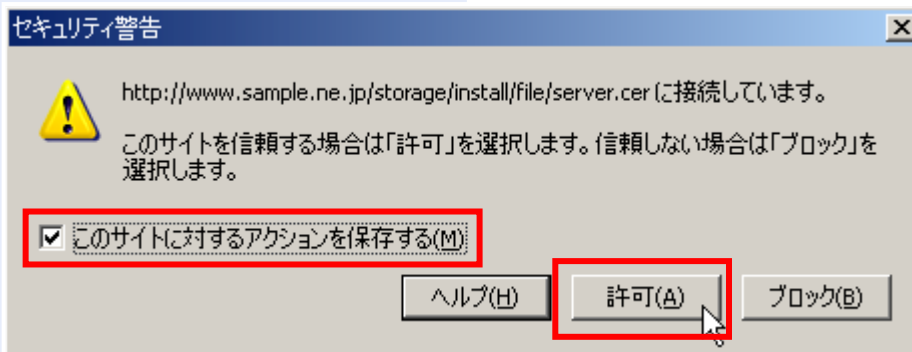 セキュリティ警告
http://www.sample.ne.jp/storage/install/file/server.cer に接続しています。
このサイトを信頼する場合は「許可」を選択します。信頼しない場合は「ブロック」を
選択します。
このサイトに対するアクションを保存する(M)
ヘルプ(H) 許可(A) ブロック(B)